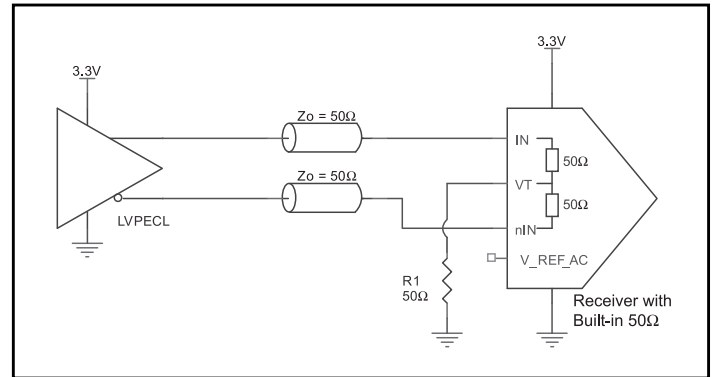 3.3V
3.3V
Zo = 50Ω
IN
50Ω
Zo = 50Ω
VT
50Ω
LVPECL
nIN
V_REF_AC
R1
50Ω
Receiver with
Built-in 50Ω